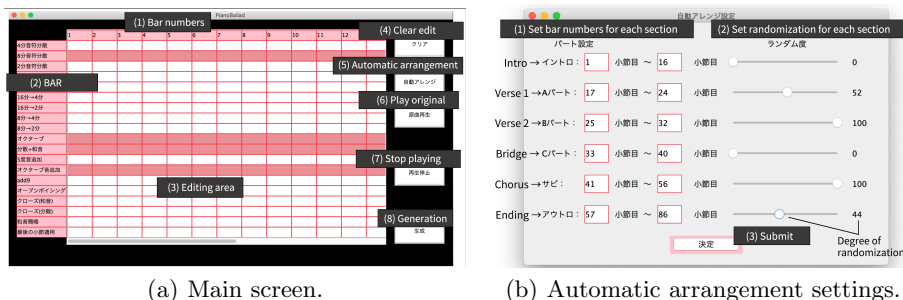 PianoBallad
(1) Bar numbers
1 2 3 4 5 6 7 8 9 10 11 12
4分音符分散
8分音符分散
2分音符分散
(2) BAR
16分→4分
16分→2分
8分→4分
8分→2分
オクターブ
分散+和音
5度音追加
オクターブ音追加
add9
オープンボイシング
クローズ(和音)
クローズ(分散)
和音簡略
最後の小節適用
(3) Editing area
(4) Clear edit
クリア
(5) Automatic arrangement
自動アレンジ
(6) Play original
原曲再生
(7) Stop playing
再生停止
(8) Generation
生成
(a) Main screen.
自動アレンジ設定
(1) Set bar numbers for each section
(2) Set randomization for each section
パート設定
ランダム度
Intro → イントロ: 1 小節目 ~ 16 小節目 0
Verse 1 → Aパート: 17 小節目 ~ 24 小節目 52
Verse 2 → Bパート: 25 小節目 ~ 32 小節目 100
Bridge → Cパート: 33 小節目 ~ 40 小節目 0
Chorus → サビ: 41 小節目 ~ 56 小節目 100
Ending → アウトロ: 57 小節目 ~ 86 小節目 44
決定
(3) Submit
Degree of
randomization
(b) Automatic arrangement settings.